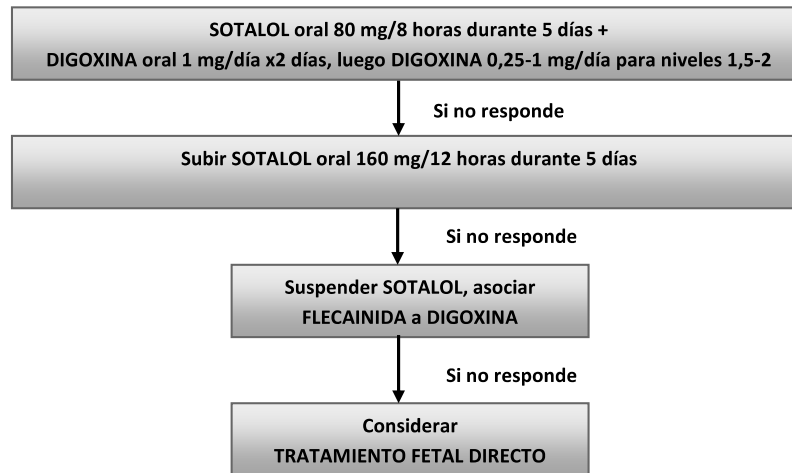 SOTALOL oral 80 mg/8 horas durante 5 días +
DIGOXINA oral 1 mg/día x2 días, luego DIGOXINA 0,25-1 mg/día para niveles 1,5-2
Si no responde
Subir SOTALOL oral 160 mg/12 horas durante 5 días
Si no responde
Suspender SOTALOL, asociar
FLECAINIDA a DIGOXINA
Si no responde
Considerar
TRATAMIENTO FETAL DIRECTO